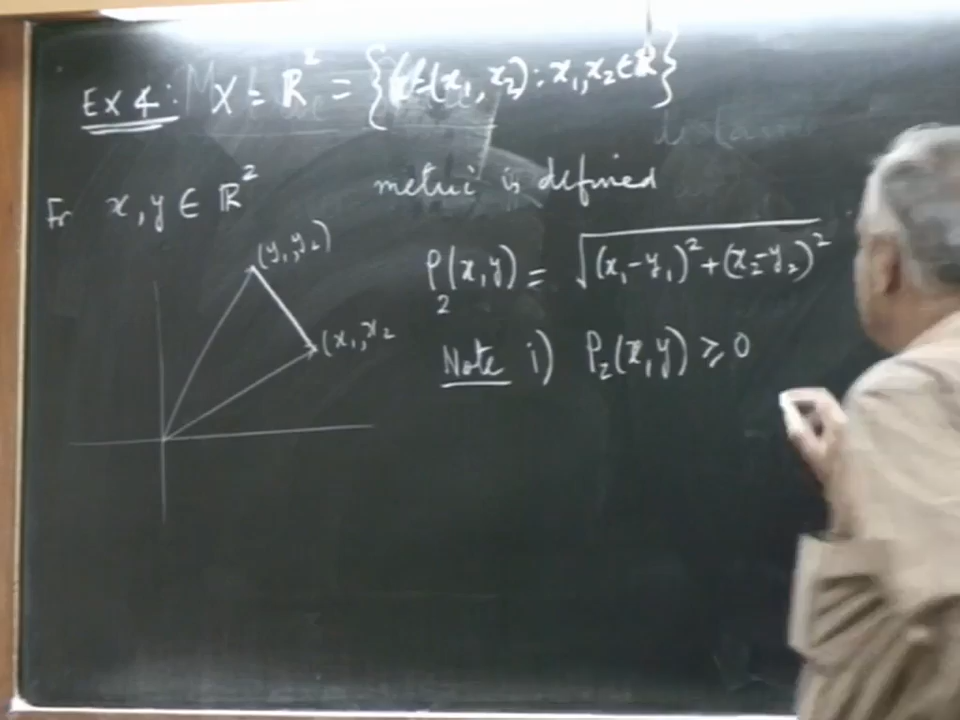 Ex 4: X = ℝ² = {x=(x₁, x₂) : x₁, x₂ ∈ ℝ}
For x, y ∈ ℝ² metric is defined
(y₁, y₂)
ρ₂(x, y) = √((x₁-y₁)² + (x₂-y₂)²)
(x₁, x₂
Note i) ρ₂(x, y) ≥ 0